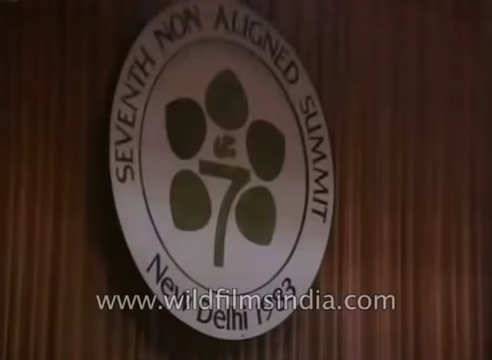 SEVENTH NON-ALIGNED SUMMIT
7
New Delhi 1983
www.wildfilmsindia.com